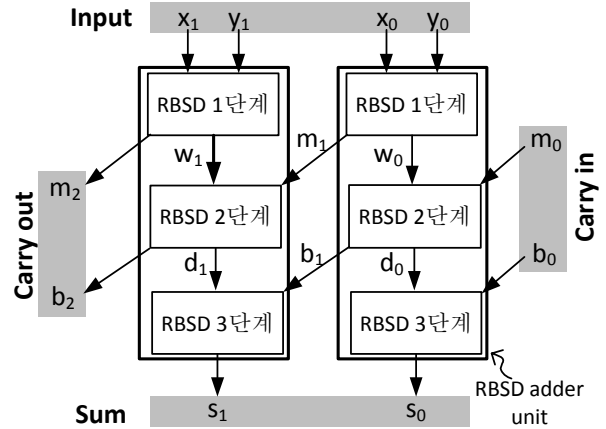 Input x₁ y₁ x₀ y₀
RBSD 1단계 RBSD 1단계
m₁ m₀
w₁ w₀
m₂
RBSD 2단계 RBSD 2단계
Carry out Carry in
b₁ b₀
d₁ d₀
b₂
RBSD 3단계 RBSD 3단계
RBSD adder
unit
Sum s₁ s₀